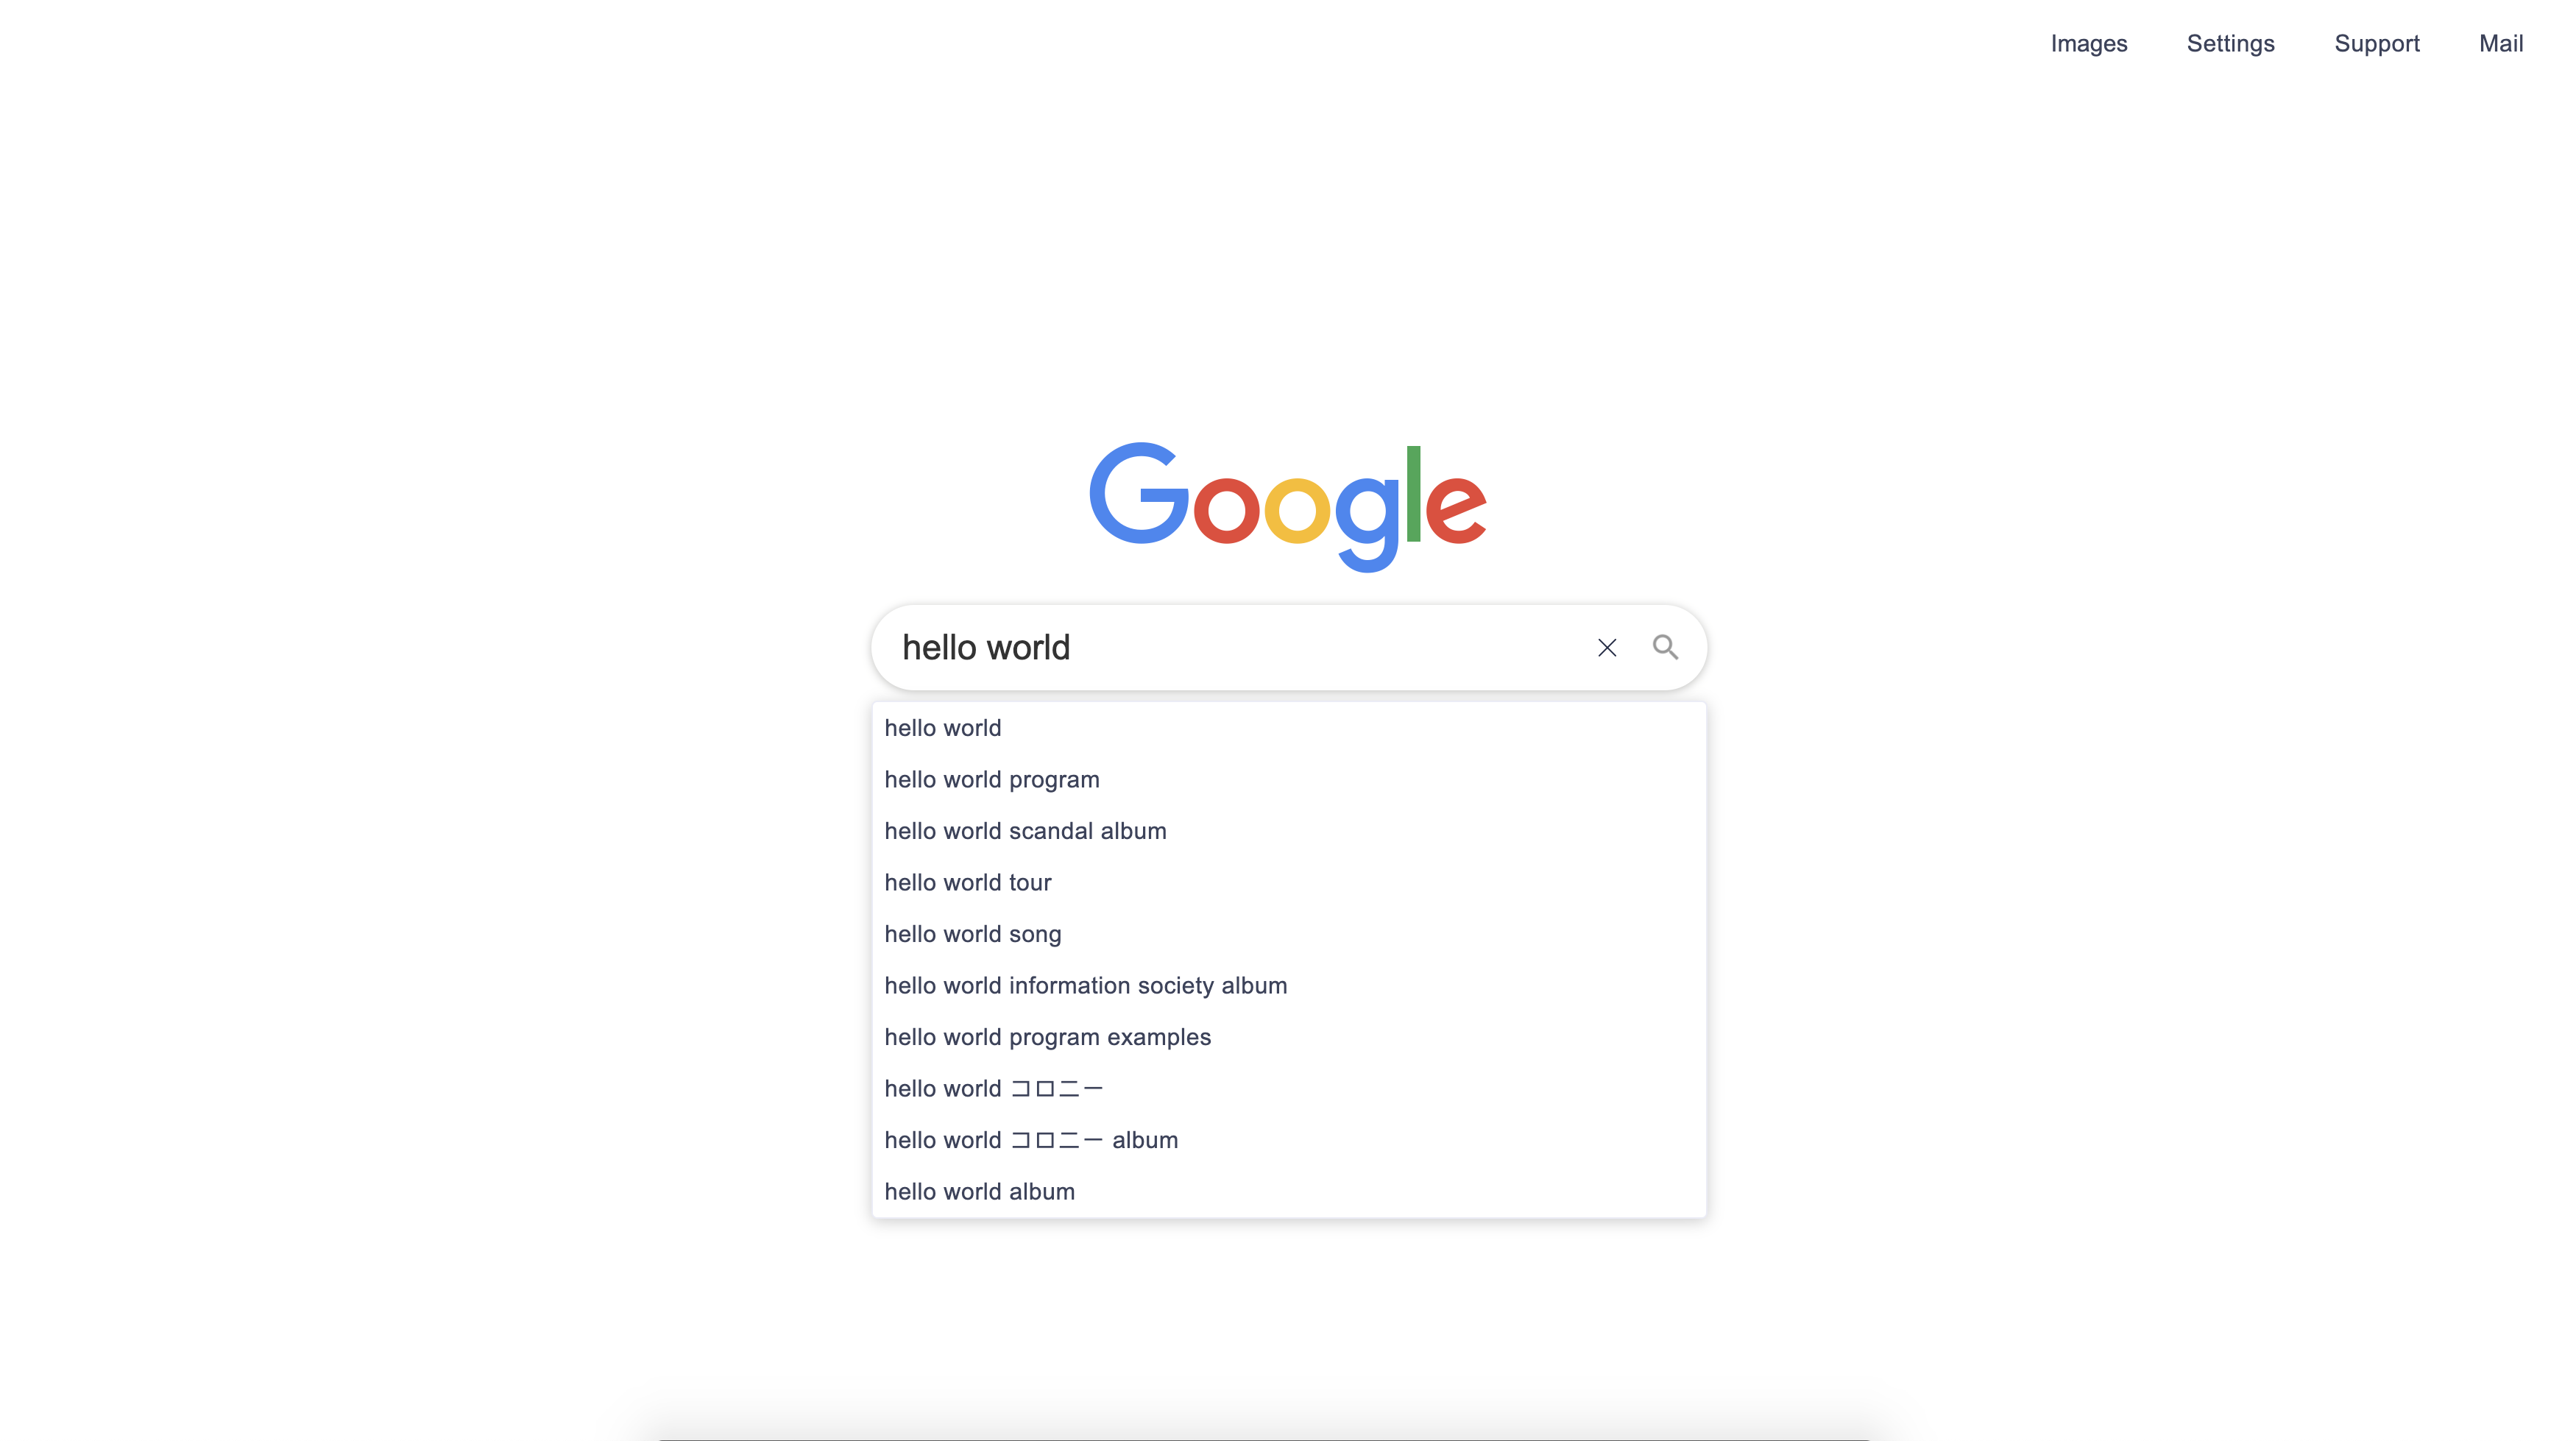 Images Settings Support Mail
Google
hello world
hello world
hello world program
hello world scandal album
hello world tour
hello world song
hello world information society album
hello world program examples
hello world コロニー
hello world コロニー album
hello world album